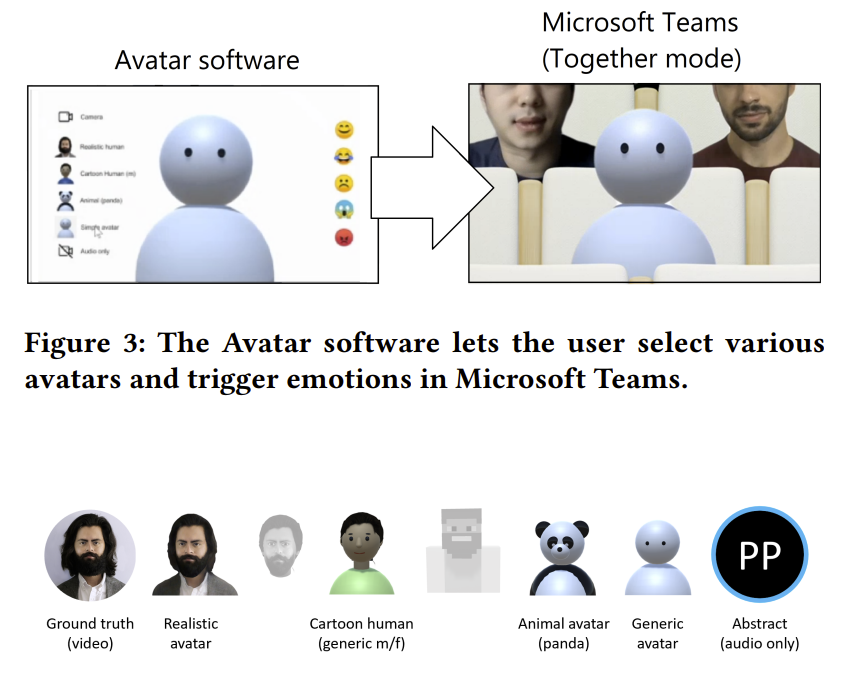 Avatar software
Microsoft Teams
(Together mode)
Camera
Realistic human
Cartoon Human (m)
Animal (panda)
Simple avatar
Audio only
Figure 3: The Avatar software lets the user select various
avatars and trigger emotions in Microsoft Teams.
PP
Ground truth
(video)
Realistic
avatar
Cartoon human
(generic m/f)
Animal avatar
(panda)
Generic
avatar
Abstract
(audio only)